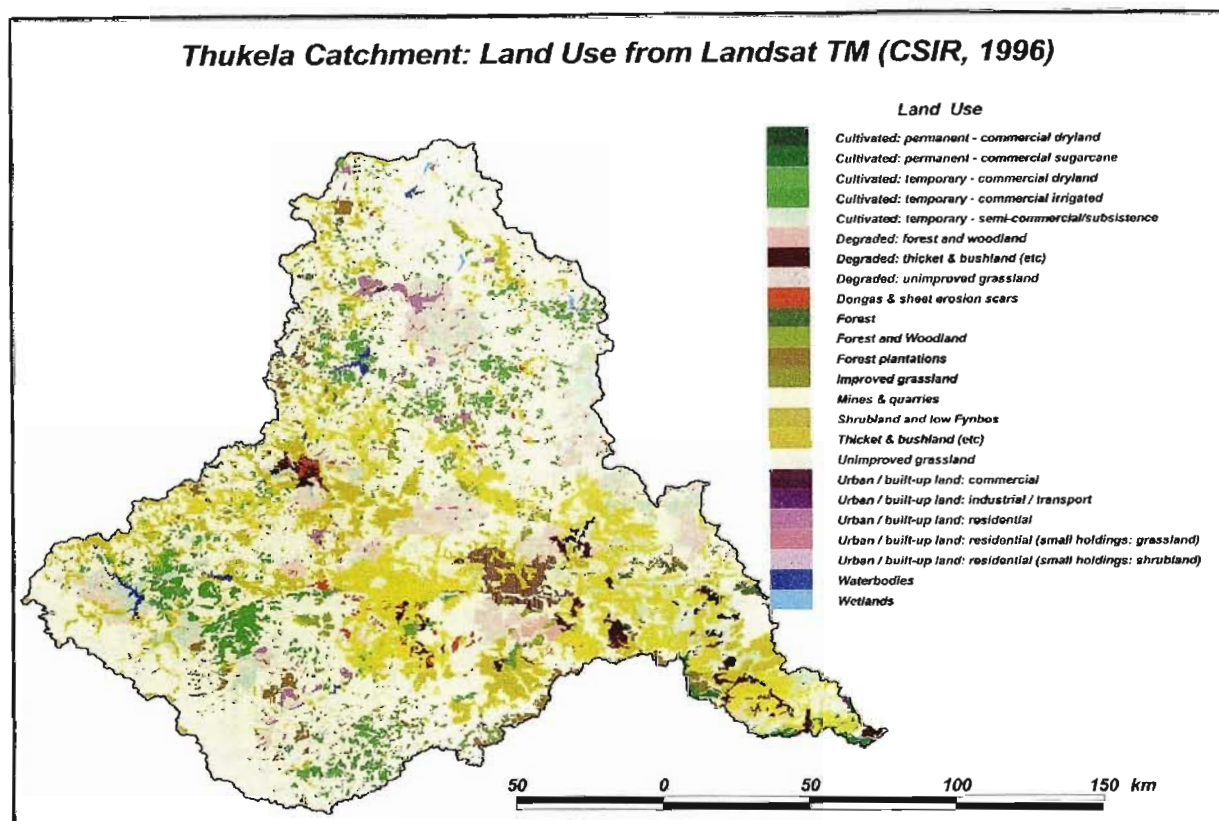 Thukela Catchment: Land Use from Landsat TM (CSIR, 1996)
Land Use
Cultivated: permanent - commercial dryland
Cultivated: permanent - commercial sugarcane
Cultivated: temporary - commercial dryland
Cultivated: temporary - commercial irrigated
Cultivated: temporary - semi-commercial/subsistence
Degraded: forest and woodland
Degraded: thicket & bushland (etc)
Degraded: unimproved grassland
Dongas & sheet erosion scars
Forest
Forest and Woodland
Forest plantations
Improved grassland
Mines & quarries
Shrubland and low Fynbos
Thicket & bushland (etc)
Unimproved grassland
Urban / built-up land: commercial
Urban / built-up land: industrial / transport
Urban / built-up land: residential
Urban / built-up land: residential (small holdings: grassland)
Urban / built-up land: residential (small holdings: shrubland)
Waterbodies
Wetlands
50 0 50 100 150 km